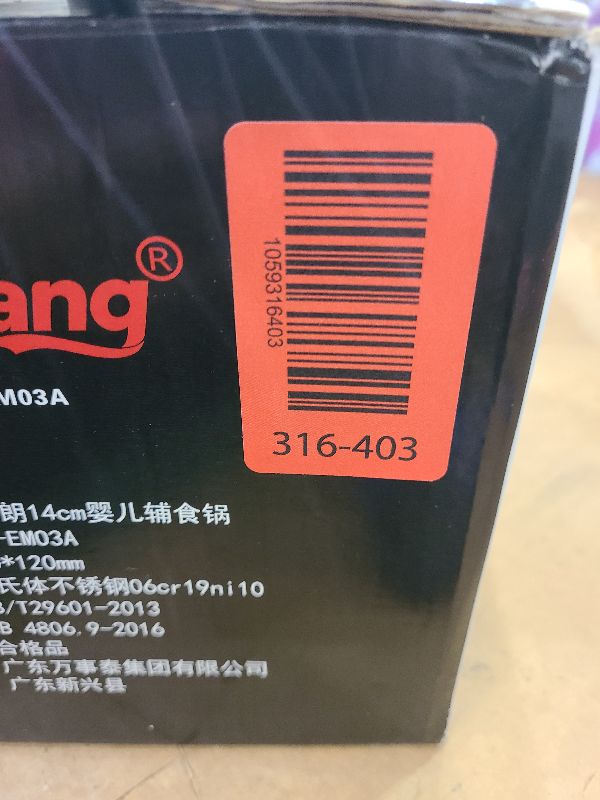 ang®
M03A
1059316403
316-403
朗14cm婴儿辅食锅
-EM03A
*120mm
氏体不锈钢06cr19ni10
/T29601-2013
B 4806.9-2016
合格品
广东万事泰集团有限公司
广东新兴县